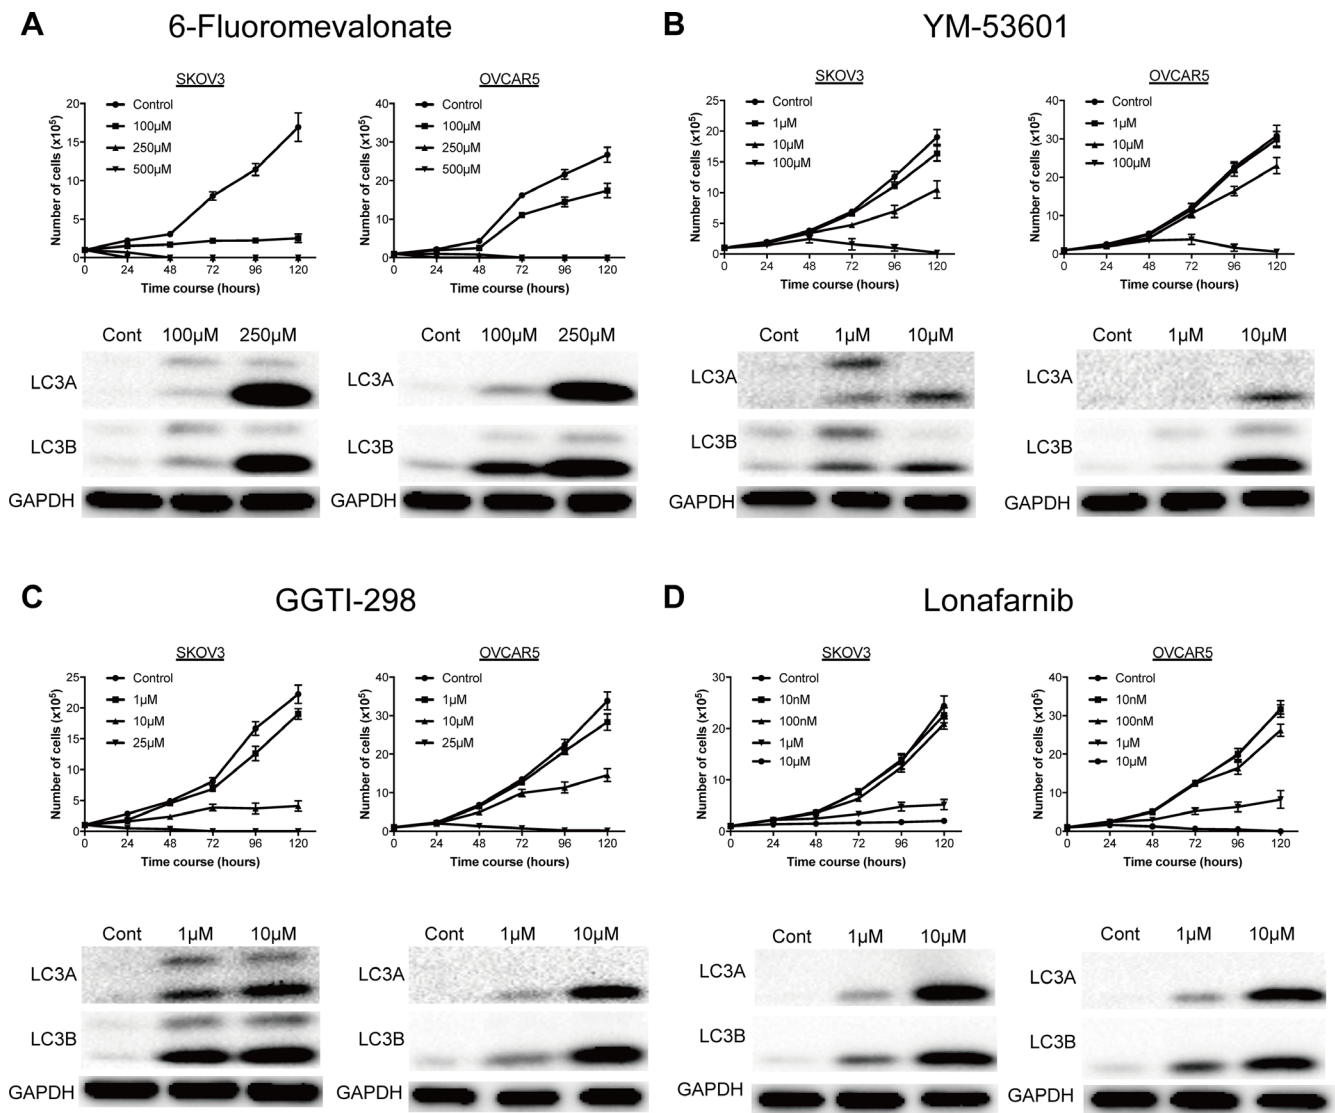 A
6-Fluoromevalonate
SKOV3
Number of cells (x10⁵)
20
15
10
5
0
Control
100µM
250µM
500µM
0 24 48 72 96 120
Time course (hours)
OVCAR5
Number of cells (x10⁵)
40
30
20
10
0
Control
100µM
250µM
500µM
0 24 48 72 96 120
Time course (hours)
Cont 100µM 250µM
LC3A
LC3B
GAPDH
Cont 100µM 250µM
LC3A
LC3B
GAPDH
B
YM-53601
SKOV3
Number of cells (x10⁵)
25
20
15
10
5
0
Control
1µM
10µM
100µM
0 24 48 72 96 120
Time course (hours)
OVCAR5
Number of cells (x10⁵)
40
30
20
10
0
Control
1µM
10µM
100µM
0 24 48 72 96 120
Time course (hours)
Cont 1µM 10µM
LC3A
LC3B
GAPDH
Cont 1µM 10µM
LC3A
LC3B
GAPDH
C
GGTI-298
SKOV3
Number of cells (x10⁵)
25
20
15
10
5
0
Control
1µM
10µM
25µM
0 24 48 72 96 120
Time course (hours)
OVCAR5
Number of cells (x10⁵)
40
30
20
10
0
Control
1µM
10µM
25µM
0 24 48 72 96 120
Time course (hours)
Cont 1µM 10µM
LC3A
LC3B
GAPDH
Cont 1µM 10µM
LC3A
LC3B
GAPDH
D
Lonafarnib
SKOV3
Number of cells (x10⁵)
30
20
10
0
Control
10nM
100nM
1µM
10µM
0 24 48 72 96 120
Time course (hours)
OVCAR5
Number of cells (x10⁵)
40
30
20
10
0
Control
10nM
100nM
1µM
10µM
0 24 48 72 96 120
Time course (hours)
Cont 1µM 10µM
LC3A
LC3B
GAPDH
Cont 1µM 10µM
LC3A
LC3B
GAPDH